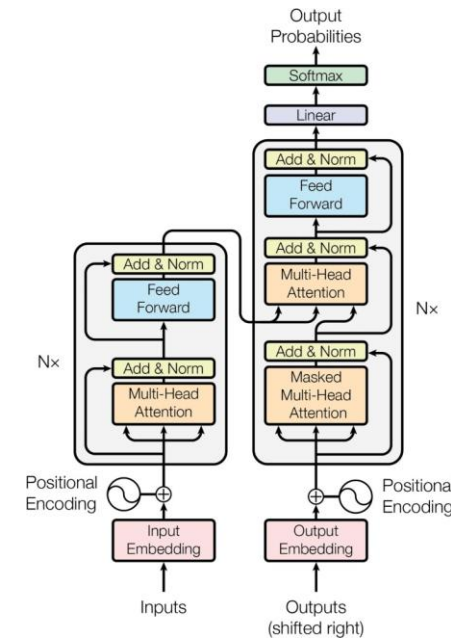 Output
Probabilities
Softmax
Linear
Add & Norm
Feed
Forward
Add & Norm
Multi-Head
Attention
Add & Norm
Masked
Multi-Head
Attention
N×
Add & Norm
Feed
Forward
Add & Norm
Multi-Head
Attention
N×
Positional
Encoding
Input
Embedding
Inputs
Positional
Encoding
Output
Embedding
Outputs
(shifted right)